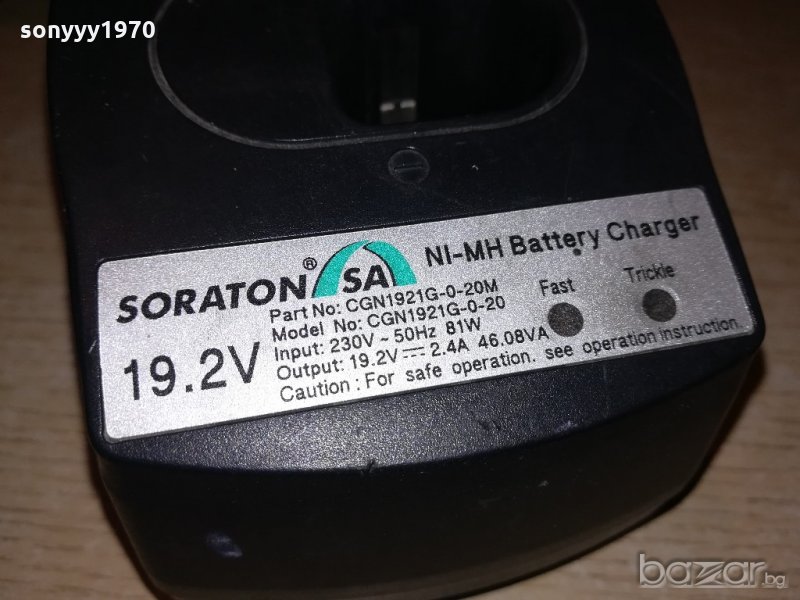 sonyyy1970
SORATON® SA NI-MH Battery Charger
19.2V
Part No: CGN1921G-0-20M
Model No: CGN1921G-0-20
Input: 230V ~ 50Hz 81W
Output: 19.2V ⎓ 2.4A 46.08VA
Caution : For safe operation. see operation instruction.
Fast
Trickle
bazar.bg